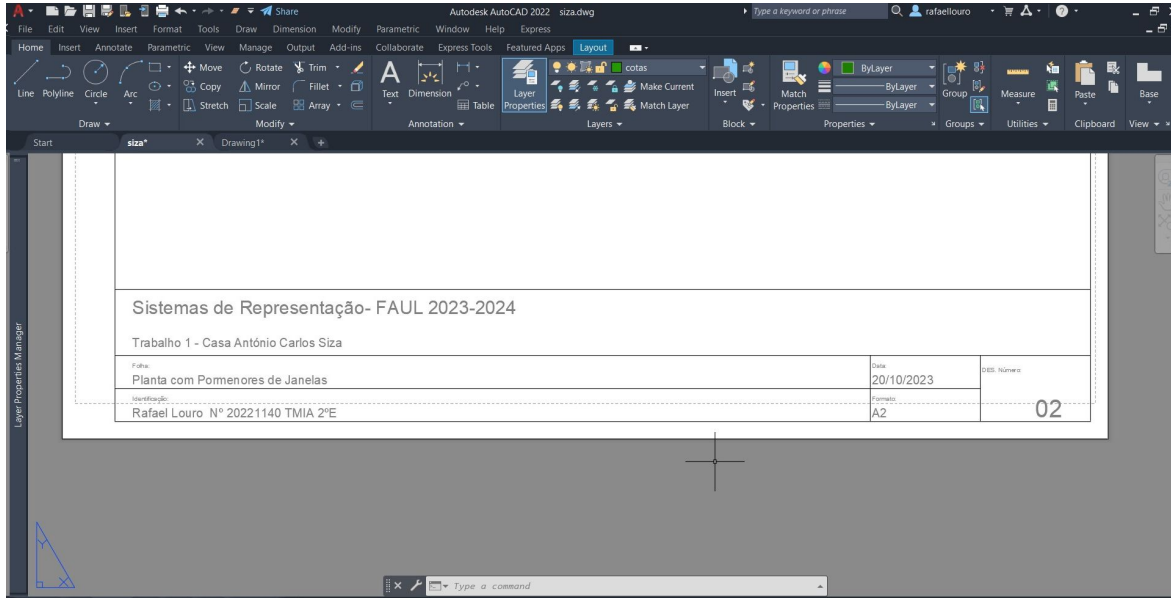 Share
Autodesk AutoCAD 2022 siza.dwg
Type a keyword or phrase
rafaellouro
File Edit View Insert Format Tools Draw Dimension Modify Parametric Window Help Express
Home Insert Annotate Parametric View Manage Output Add-ins Collaborate Express Tools Featured Apps Layout
Line Polyline Circle Arc
Move Rotate Trim
Copy Mirror Fillet
Stretch Scale Array
Text Dimension
Table
Layer Properties
cotas
Make Current
Match Layer
Insert
Match Properties
ByLayer
ByLayer
ByLayer
Group
Measure
Paste
Base
Draw Modify Annotation Layers Block Properties Groups Utilities Clipboard View
Start siza* Drawing1*
Layer Properties Manager
Sistemas de Representação- FAUL 2023-2024
Trabalho 1 - Casa António Carlos Siza
Folha:
Planta com Pormenores de Janelas
Data:
20/10/2023
DES. Número
Identificação:
Rafael Louro Nº 20221140 TMIA 2ºE
Formato:
A2
02
Y
X
Type a command